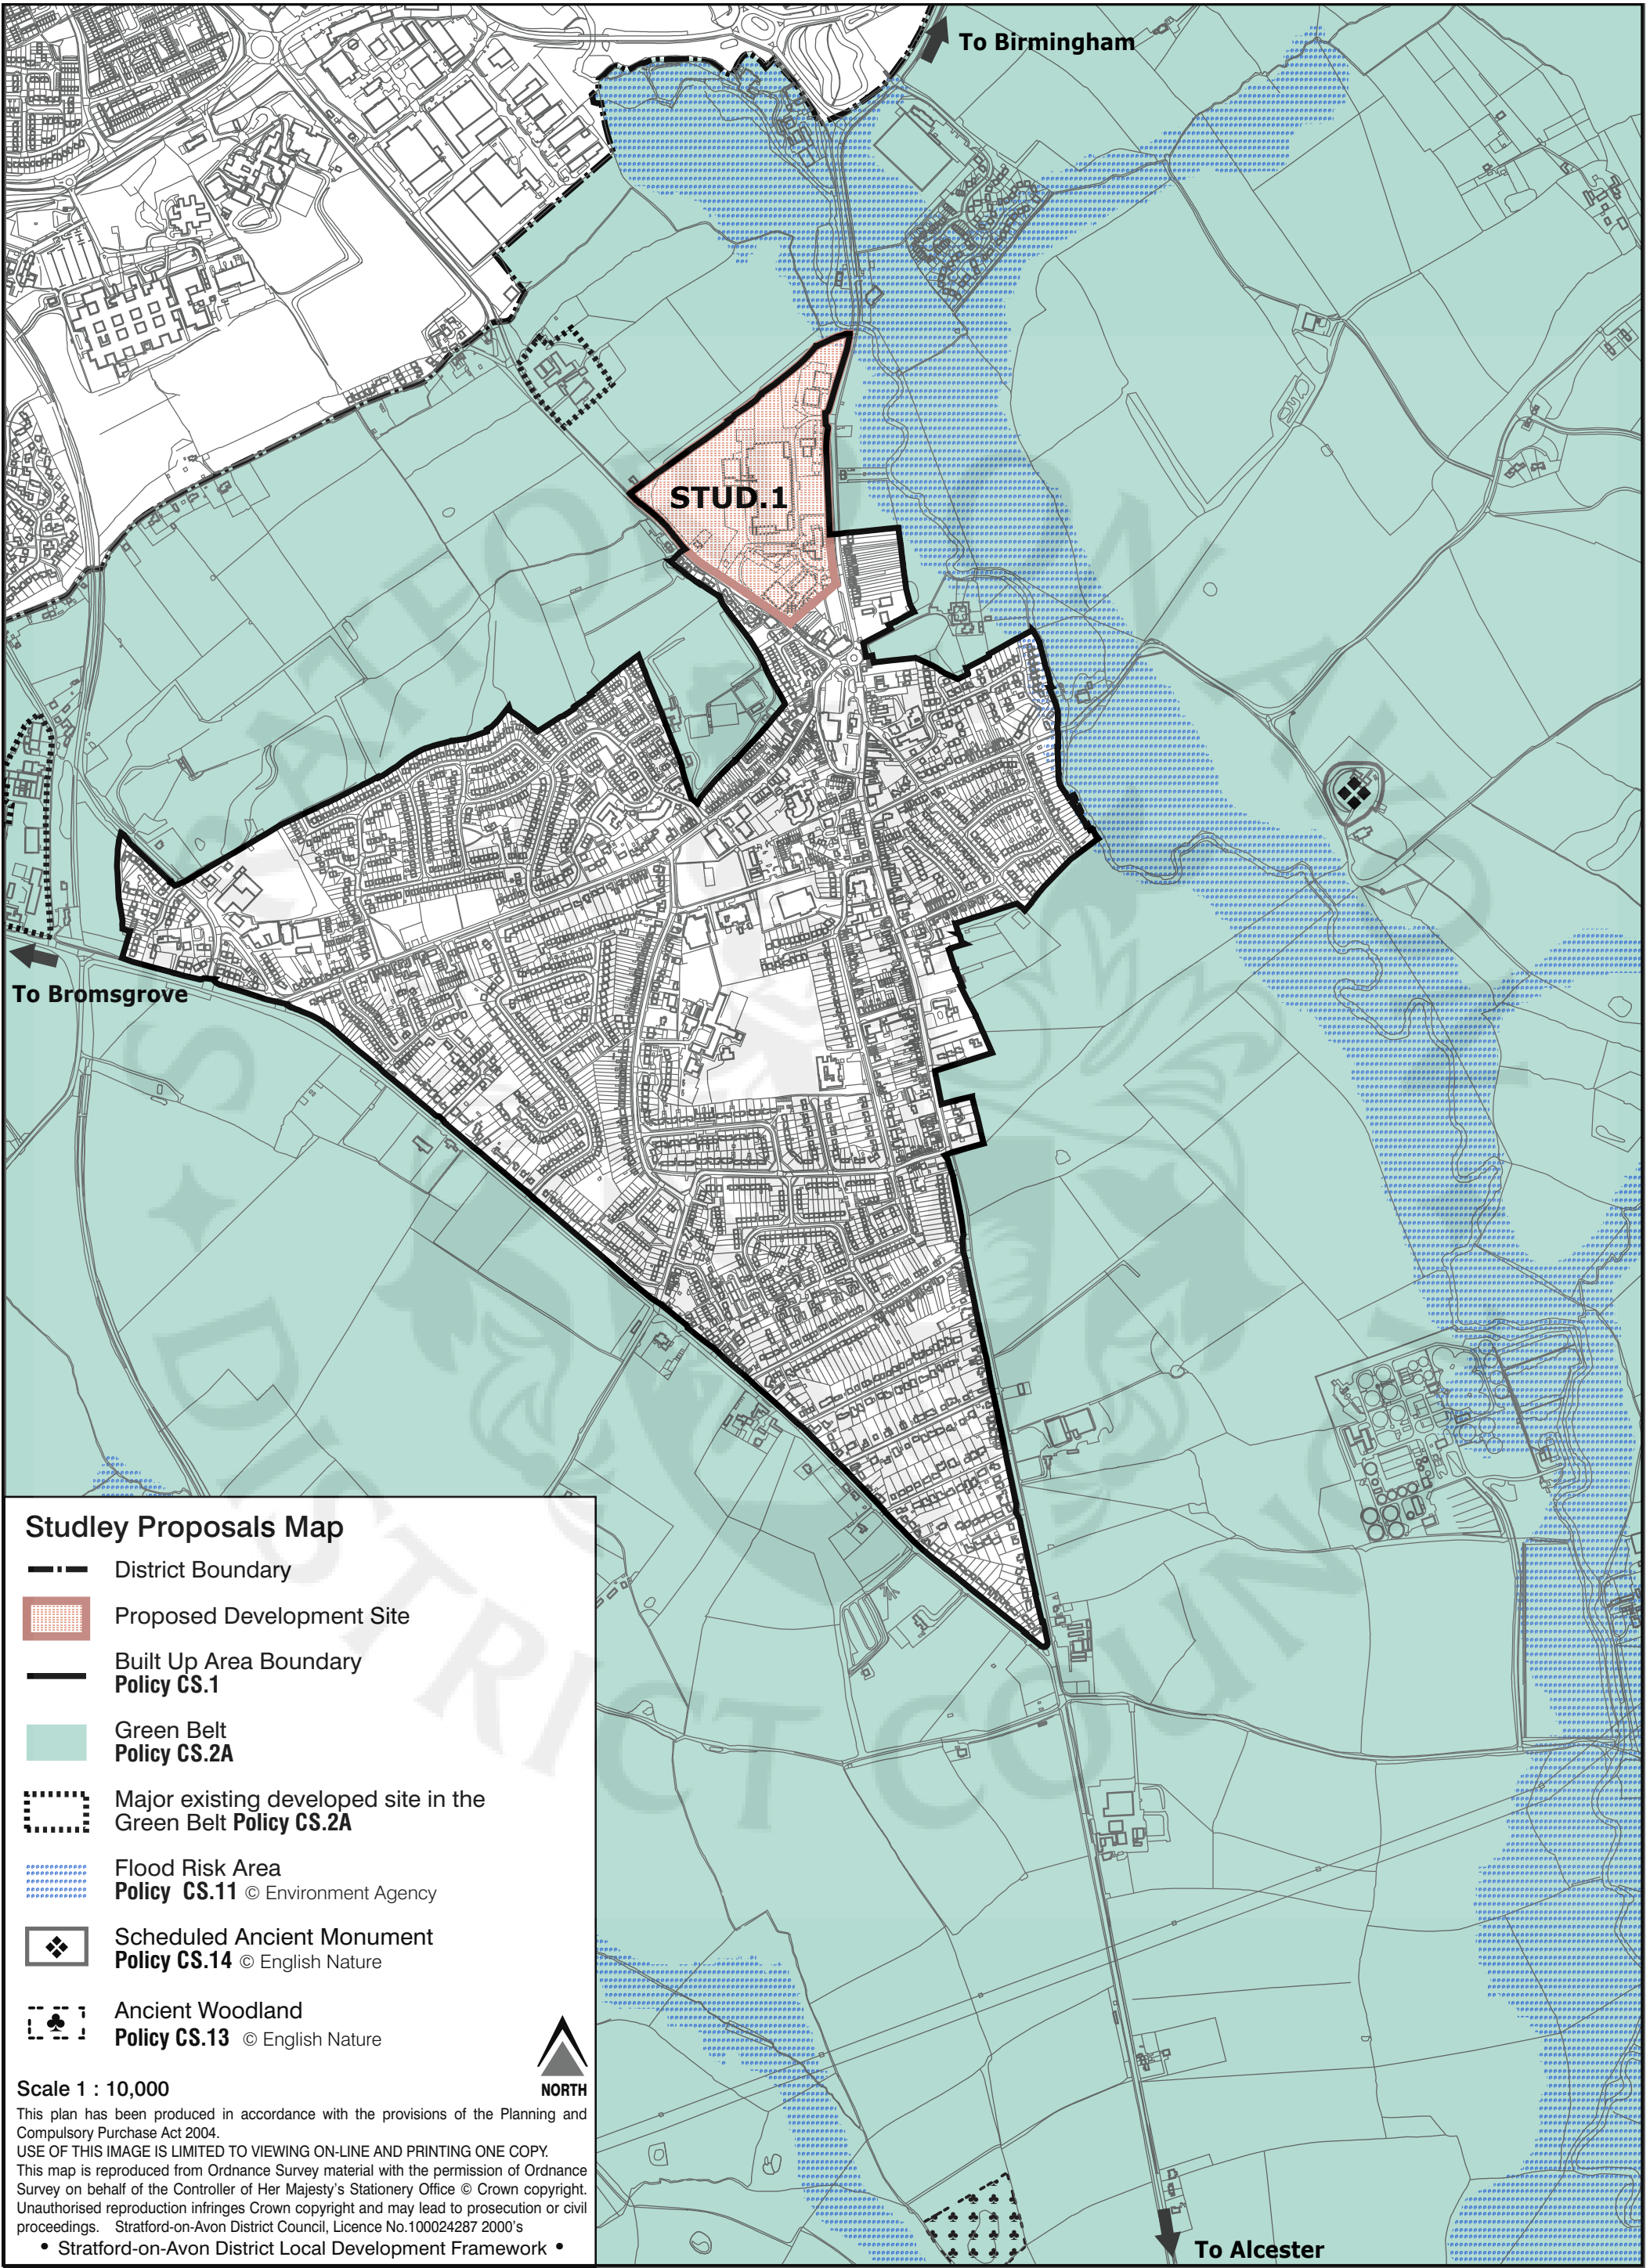 To Birmingham
STUD.1
To Bromsgrove
STRATFORD ON AVON
DISTRICT COUNCIL
Studley Proposals Map
District Boundary
Proposed Development Site
Built Up Area Boundary
Policy CS.1
Green Belt
Policy CS.2A
Major existing developed site in the
Green Belt Policy CS.2A
Flood Risk Area
Policy CS.11 © Environment Agency
Scheduled Ancient Monument
Policy CS.14 © English Nature
Ancient Woodland
Policy CS.13 © English Nature
NORTH
Scale 1 : 10,000
This plan has been produced in accordance with the provisions of the Planning and
Compulsory Purchase Act 2004.
USE OF THIS IMAGE IS LIMITED TO VIEWING ON-LINE AND PRINTING ONE COPY.
This map is reproduced from Ordnance Survey material with the permission of Ordnance
Survey on behalf of the Controller of Her Majesty's Stationery Office © Crown copyright.
Unauthorised reproduction infringes Crown copyright and may lead to prosecution or civil
proceedings. Stratford-on-Avon District Council, Licence No.100024287 2000's
• Stratford-on-Avon District Local Development Framework •
To Alcester